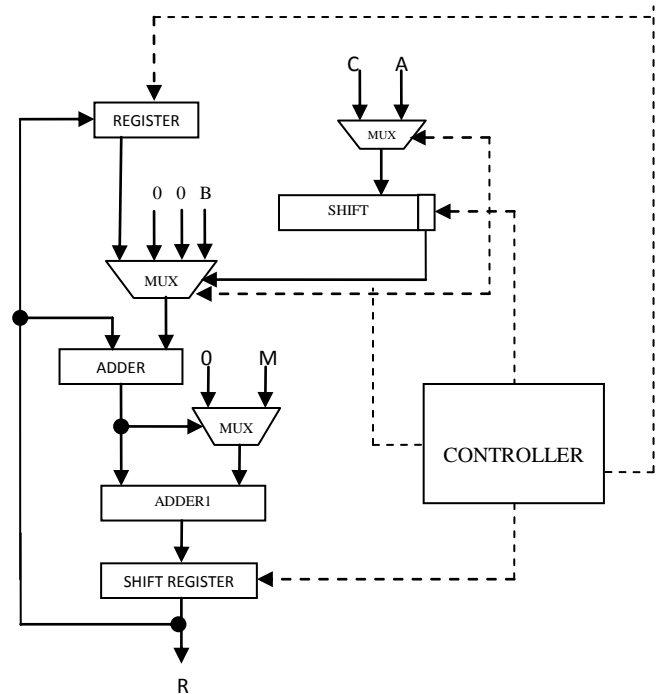 C A
REGISTER
MUX
0 0 B
SHIFT
MUX
ADDER
0 M
MUX
CONTROLLER
ADDER1
SHIFT REGISTER
R